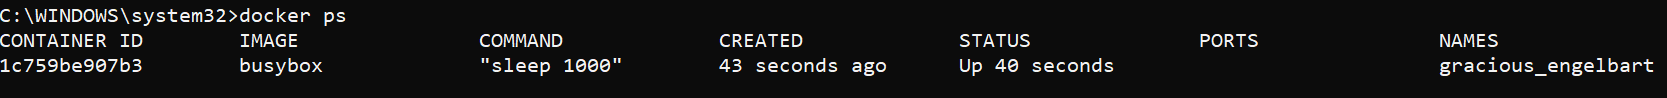 C:\WINDOWS\system32>docker ps
CONTAINER ID        IMAGE               COMMAND             CREATED             STATUS              PORTS               NAMES
1c759be907b3        busybox             "sleep 1000"        43 seconds ago      Up 40 seconds                           gracious_engelbart